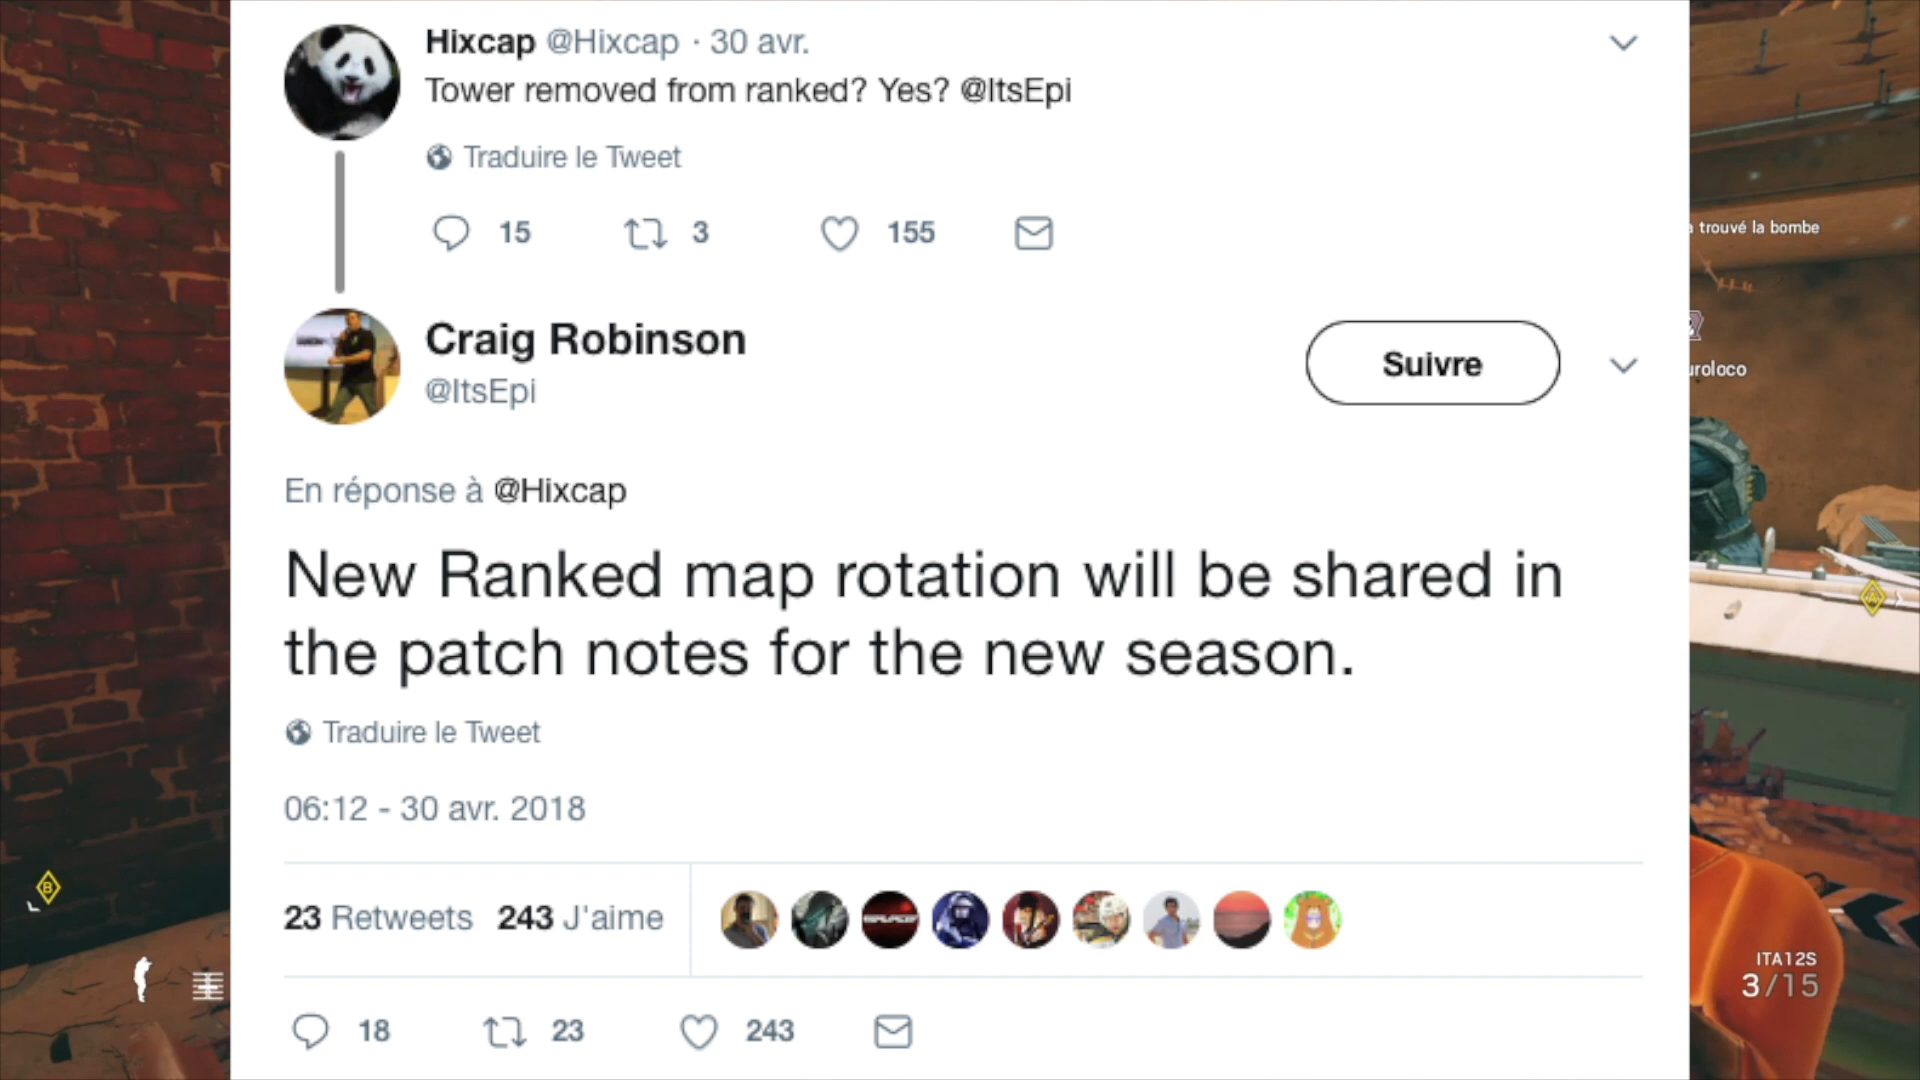 Hixcap @Hixcap · 30 avr.
Tower removed from ranked? Yes? @ItsEpi
Traduire le Tweet
15 3 155
trouvé la bombe
Craig Robinson
@ItsEpi
Suivre
uroloco
En réponse à @Hixcap
New Ranked map rotation will be shared in
the patch notes for the new season.
Traduire le Tweet
06:12 - 30 avr. 2018
B
A
23 Retweets 243 J'aime
ITA12S
3/15
18 23 243